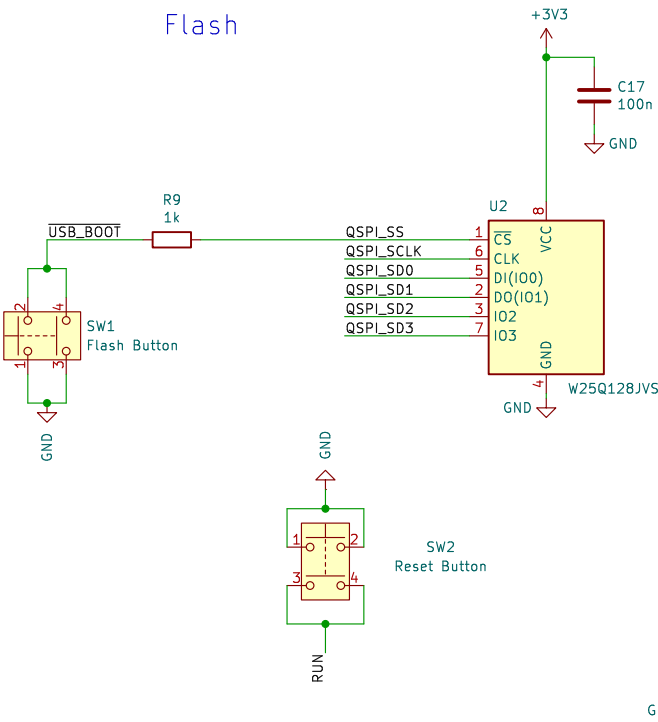 Flash
+3V3
C17
100n
GND
R9
1k
USB_BOOT
U2
8
VCC
QSPI_SS
1
CS
QSPI_SCLK
6
CLK
QSPI_SD0
5
DI(IO0)
QSPI_SD1
2
DO(IO1)
QSPI_SD2
3
IO2
QSPI_SD3
7
IO3
GND
4
W25Q128JVS
GND
2
4
SW1
Flash Button
1
3
GND
GND
1
2
SW2
Reset Button
3
4
RUN
G